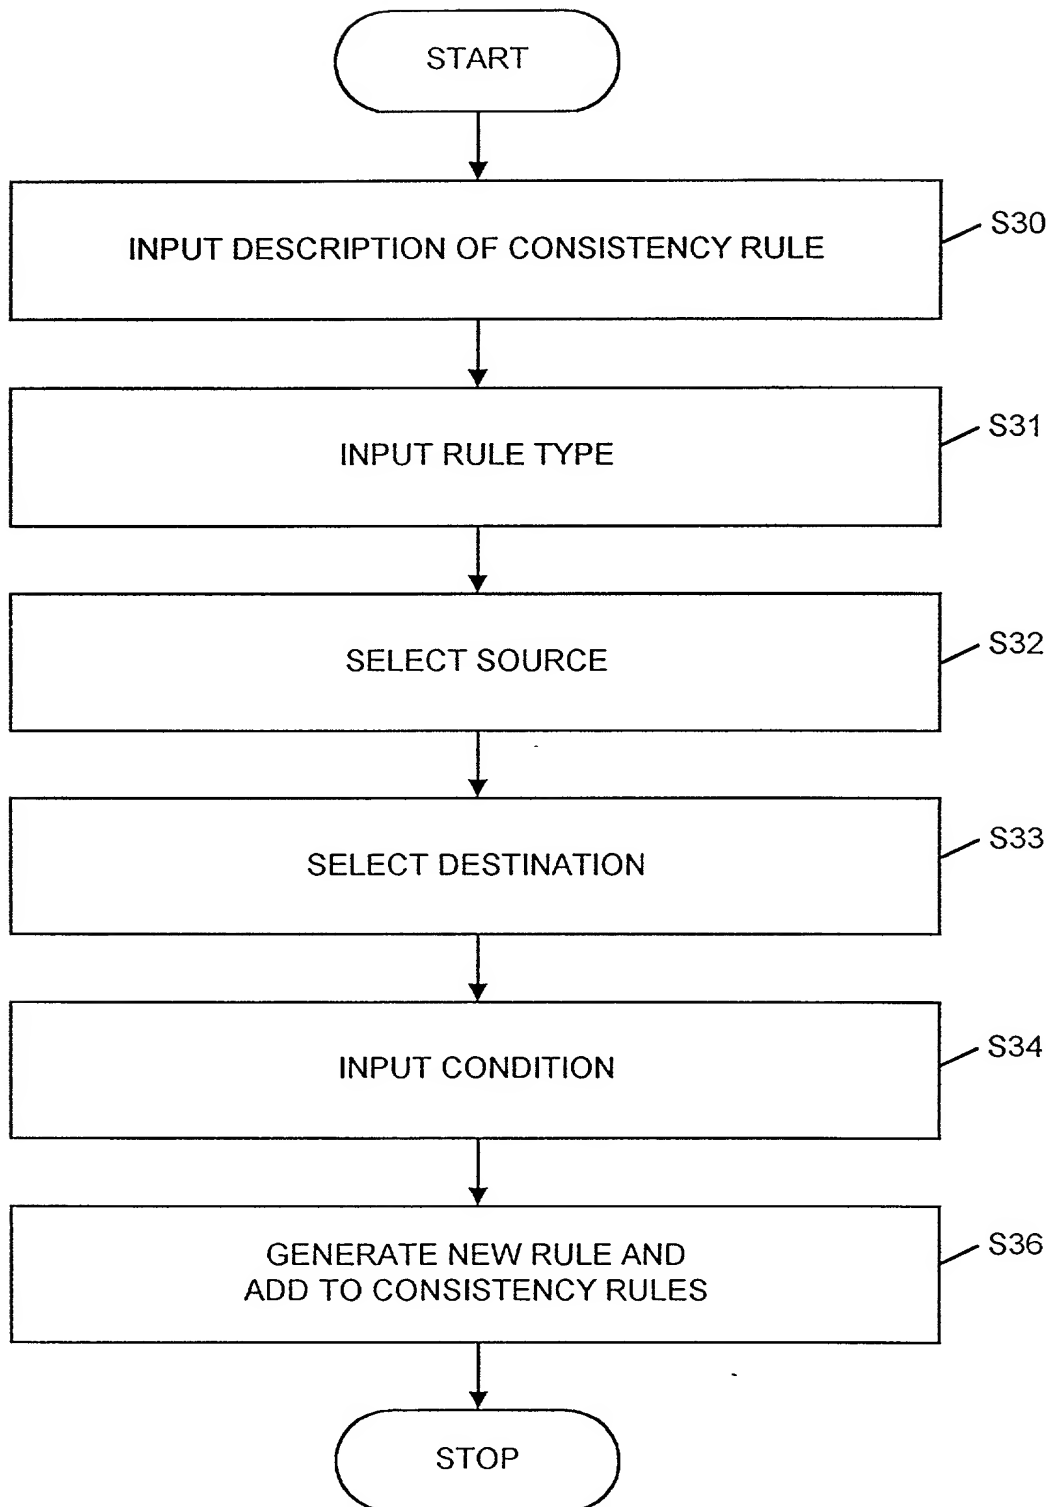 START
INPUT DESCRIPTION OF CONSISTENCY RULE
S30
INPUT RULE TYPE
S31
SELECT SOURCE
S32
SELECT DESTINATION
S33
INPUT CONDITION
S34
GENERATE NEW RULE AND
ADD TO CONSISTENCY RULES
S36
STOP